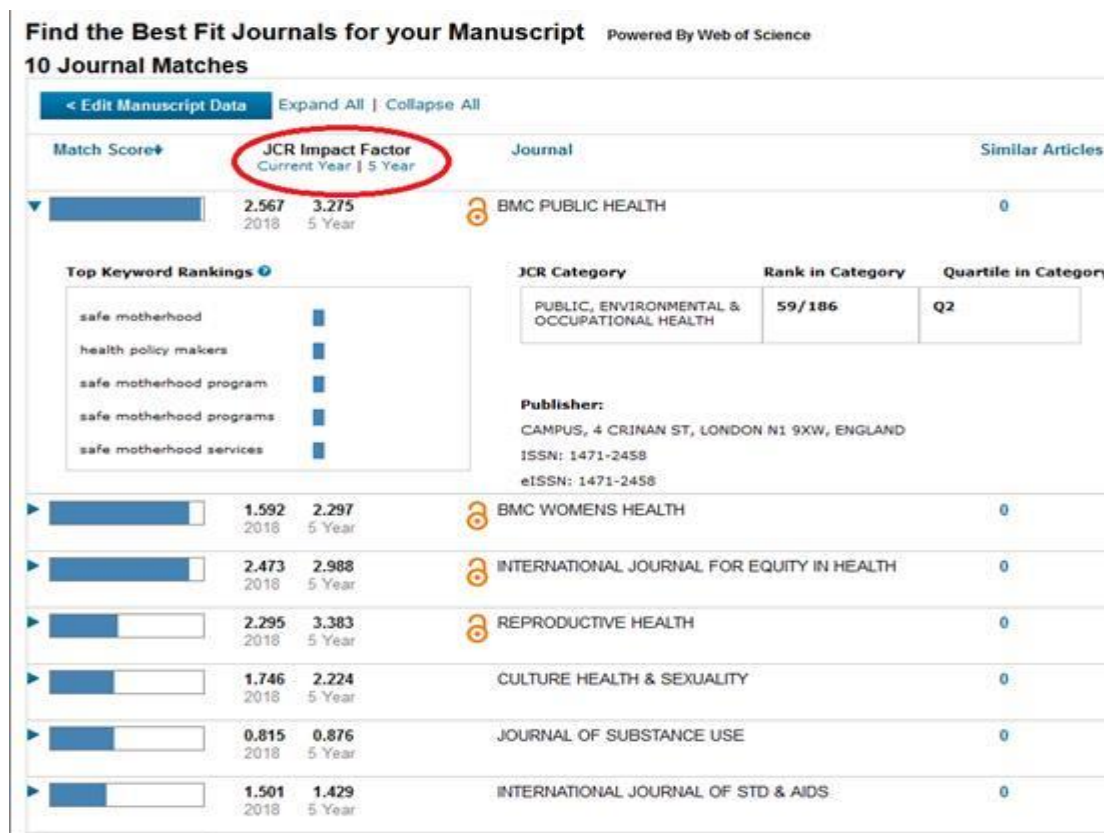 Find the Best Fit Journals for your Manuscript Powered By Web of Science
10 Journal Matches
< Edit Manuscript Data Expand All | Collapse All
Match Score JCR Impact Factor Journal Similar Articles
Current Year | 5 Year
2.567 3.275 BMC PUBLIC HEALTH 0
2018 5 Year
Top Keyword Rankings JCR Category Rank in Category Quartile in Category
safe motherhood PUBLIC, ENVIRONMENTAL & OCCUPATIONAL HEALTH 59/186 Q2
health policy makers
safe motherhood program
safe motherhood programs
safe motherhood services
Publisher:
CAMPUS, 4 CRINAN ST, LONDON N1 9XW, ENGLAND
ISSN: 1471-2458
eISSN: 1471-2458
1.592 2.297 BMC WOMENS HEALTH 0
2018 5 Year
2.473 2.988 INTERNATIONAL JOURNAL FOR EQUITY IN HEALTH 0
2018 5 Year
2.295 3.383 REPRODUCTIVE HEALTH 0
2018 5 Year
1.746 2.224 CULTURE HEALTH & SEXUALITY 0
2018 5 Year
0.815 0.876 JOURNAL OF SUBSTANCE USE 0
2018 5 Year
1.501 1.429 INTERNATIONAL JOURNAL OF STD & AIDS 0
2018 5 Year